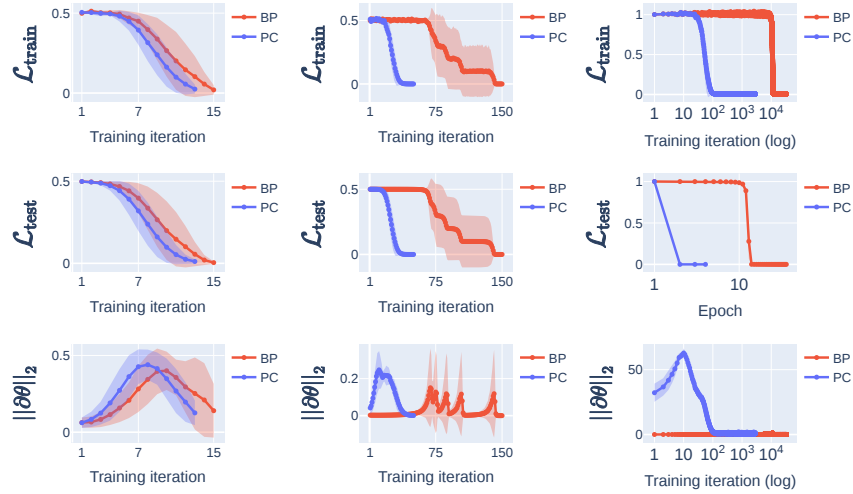 0.5
0
ℒtrain
1 7 15
Training iteration
BP
PC
0.5
0
ℒtrain
1 75 150
Training iteration
BP
PC
1
0.5
0
ℒtrain
1 10 10² 10³ 10⁴
Training iteration (log)
BP
PC
0.5
0
ℒtest
1 7 15
Training iteration
BP
PC
0.5
0
ℒtest
1 75 150
Training iteration
BP
PC
1
0.5
0
ℒtest
1 10
Epoch
BP
PC
0.5
0
||∂θ||₂
1 7 15
Training iteration
BP
PC
0.2
0
||∂θ||₂
1 75 150
Training iteration
BP
PC
50
0
||∂θ||₂
1 10 10² 10³ 10⁴
Training iteration (log)
BP
PC